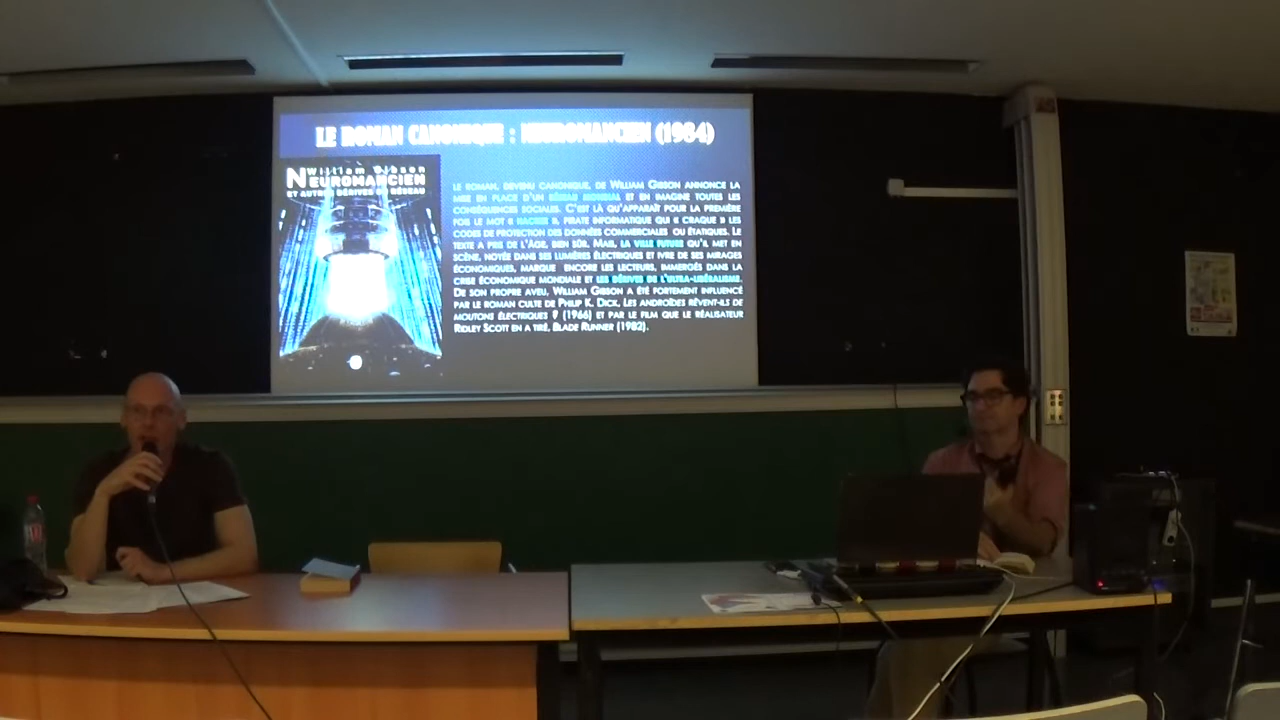 LE ROMAN CANONIQUE : NEUROMANCIEN (1984)
William Gibson
NEUROMANCIEN
ET AUTRES DÉRIVES DU RÉSEAU
LE ROMAN, DEVENU CANONIQUE, DE WILLIAM GIBSON ANNONCE LA
MISE EN PLACE D'UN RÉSEAU MONDIAL ET EN IMAGINE TOUTES LES
CONSÉQUENCES SOCIALES. C'EST LÀ QU'APPARAÎT POUR LA PREMIÈRE
FOIS LE MOT « HACKER », PIRATE INFORMATIQUE QUI « CRAQUE » LES
CODES DE PROTECTION DES DONNÉES COMMERCIALES OU ÉTATIQUES. LE
TEXTE A PRIS DE L'ÂGE, BIEN SÛR. MAIS, LA VILLE FUTURE QU'IL MET EN
SCÈNE, NOYÉE DANS SES LUMIÈRES ÉLECTRIQUES ET IVRE DE SES MIRAGES
ÉCONOMIQUES, MARQUE ENCORE LES LECTEURS, IMMERGÉS DANS LA
CRISE ÉCONOMIQUE MONDIALE ET LES DÉRIVES DE L'ULTRA-LIBÉRALISME.
DE SON PROPRE AVEU, WILLIAM GIBSON A ÉTÉ FORTEMENT INFLUENCÉ
PAR LE ROMAN CULTE DE PHILIP K. DICK, LES ANDROÏDES RÊVENT-ILS DE
MOUTONS ÉLECTRIQUES ? (1966) ET PAR LE FILM QUE LE RÉALISATEUR
RIDLEY SCOTT EN A TIRÉ, BLADE RUNNER (1982).